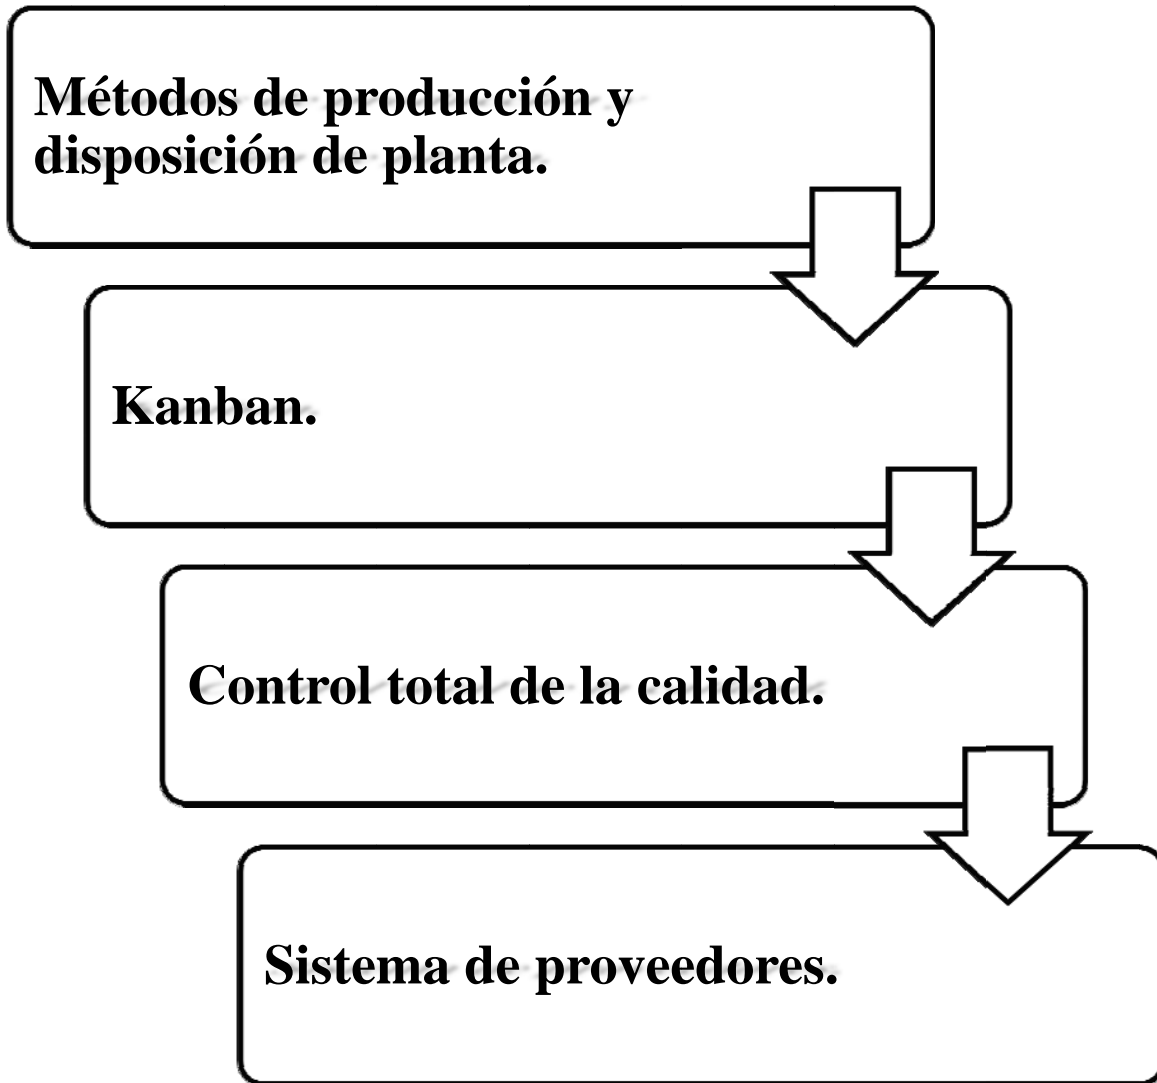 Métodos de producción y
disposición de planta.
Kanban.
Control total de la calidad.
Sistema de proveedores.